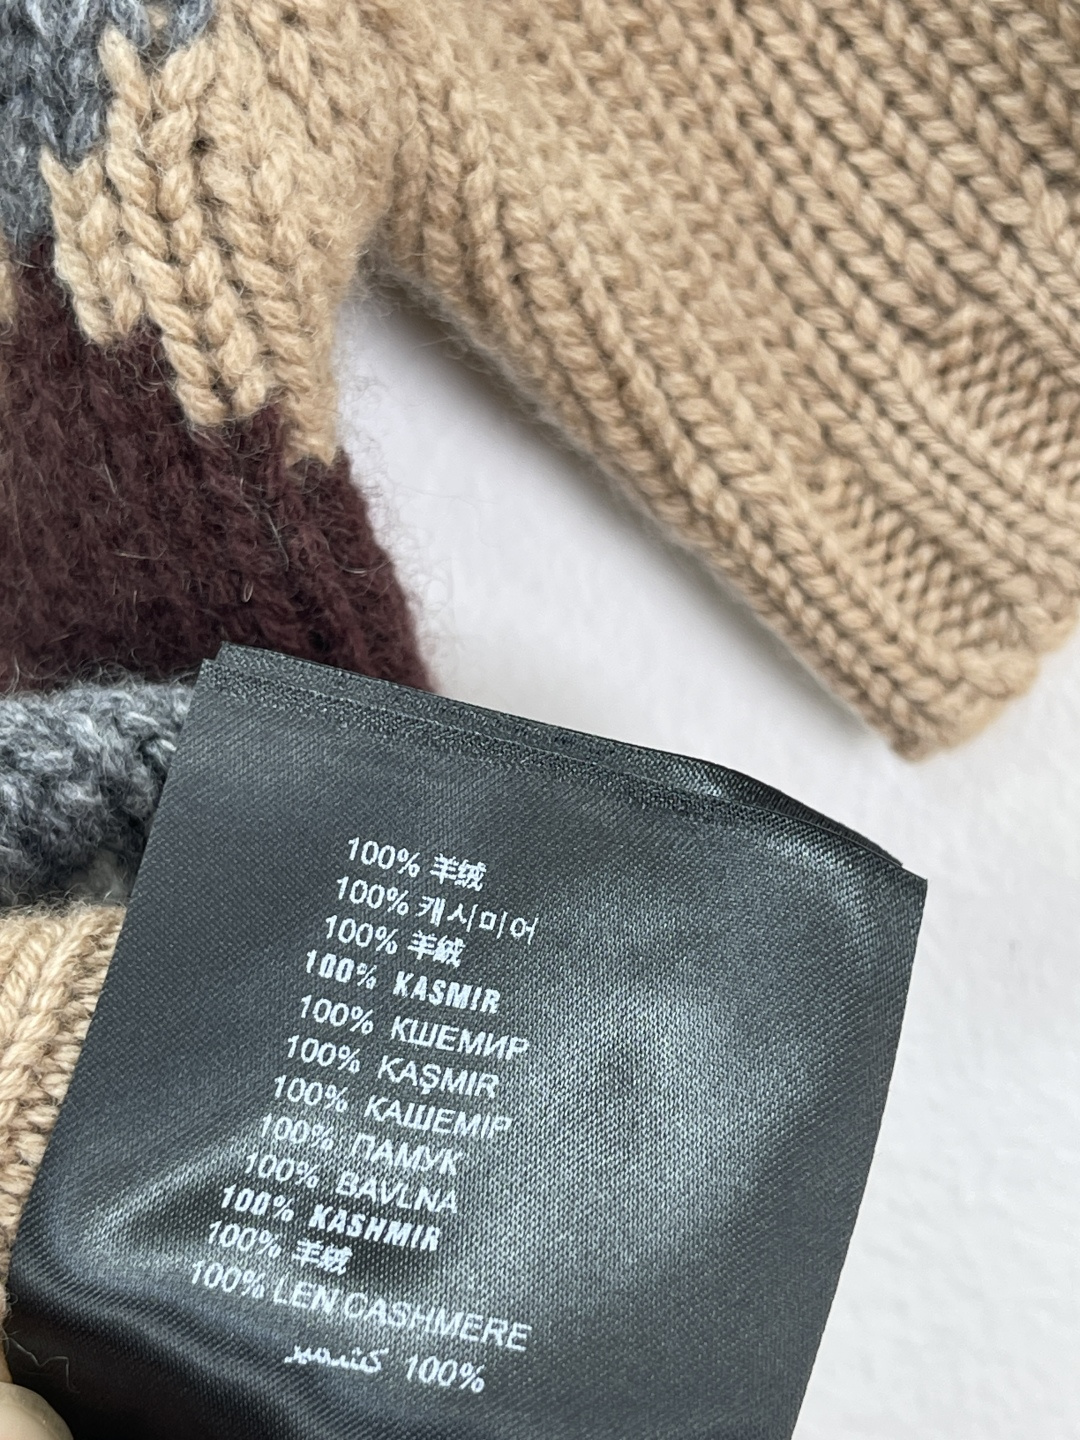 100% 羊绒
100% 캐시미어
100% 羊絨
100% KASMIR
100% КШЕМИР
100% KAŞMIR
100% КАШЕМІР
100% ПАМУК
100% BAVLNA
100% KASHMIR
100% 羊绒
100% LEN CASHMERE
100% كشمير